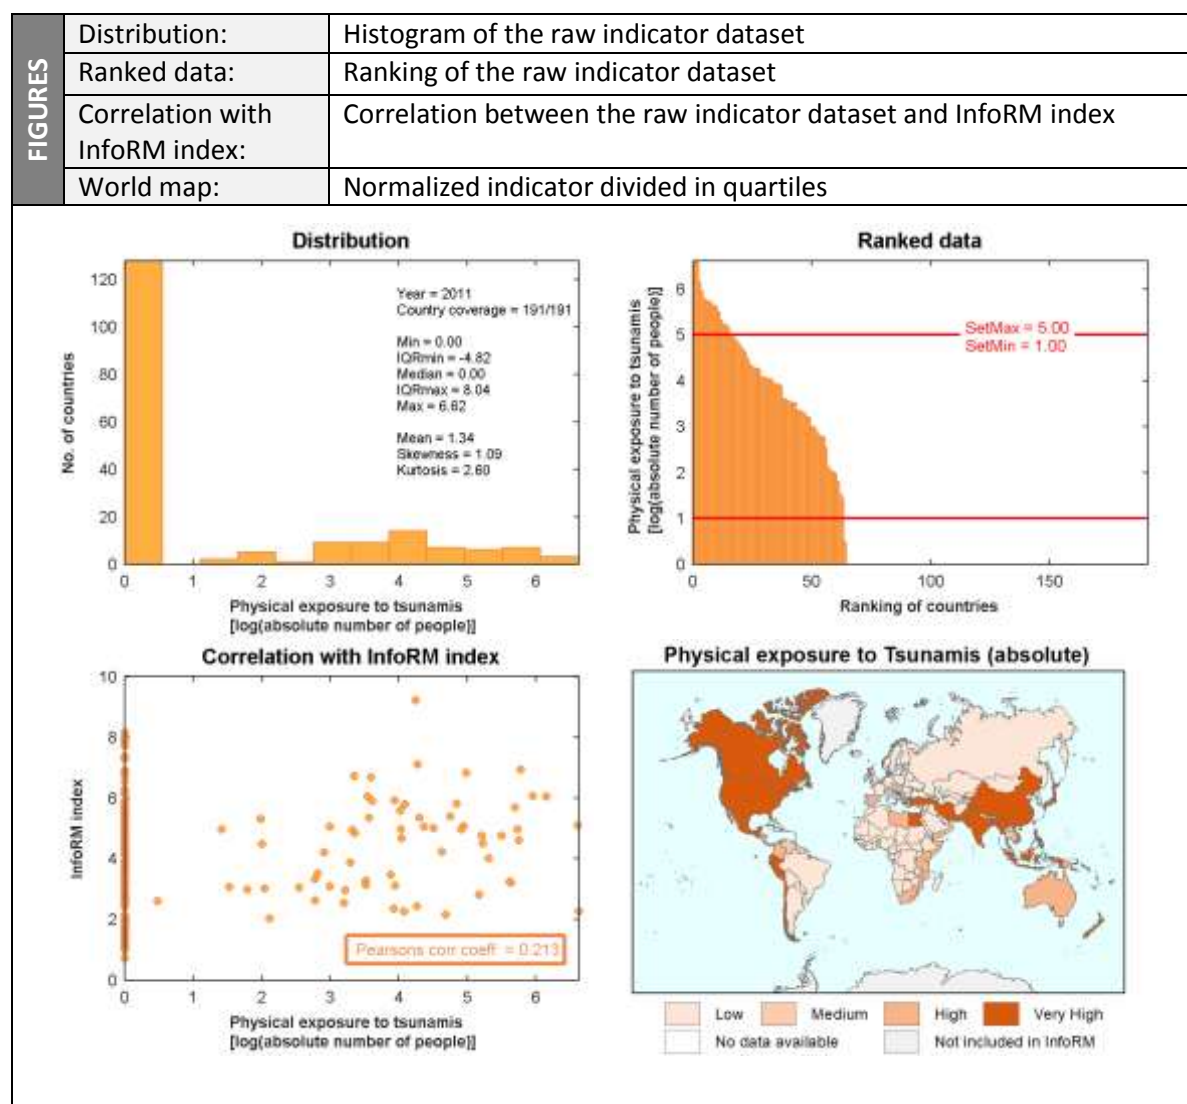 FIGURES
Distribution: Histogram of the raw indicator dataset
Ranked data: Ranking of the raw indicator dataset
Correlation with Correlation between the raw indicator dataset and InfoRM index
InfoRM index:
World map: Normalized indicator divided in quartiles
Distribution
120
100
80
60
40
20
0
No. of countries
Year = 2011
Country coverage = 191/191
Min = 0.00
IQRmin = -4.82
Median = 0.00
IQRmax = 8.04
Max = 6.62
Mean = 1.34
Skewness = 1.09
Kurtosis = 2.60
0 1 2 3 4 5 6
Physical exposure to tsunamis
[log(absolute number of people)]
Ranked data
Physical exposure to tsunamis
[log(absolute number of people)]
6
5
4
3
2
1
0
SetMax = 5.00
SetMin = 1.00
0 50 100 150
Ranking of countries
Correlation with InfoRM index
10
8
6
4
2
0
InfoRM index
Pearsons corr coeff = 0.213
0 1 2 3 4 5 6
Physical exposure to tsunamis
[log(absolute number of people)]
Physical exposure to Tsunamis (absolute)
Low Medium High Very High
No data available Not included in InfoRM